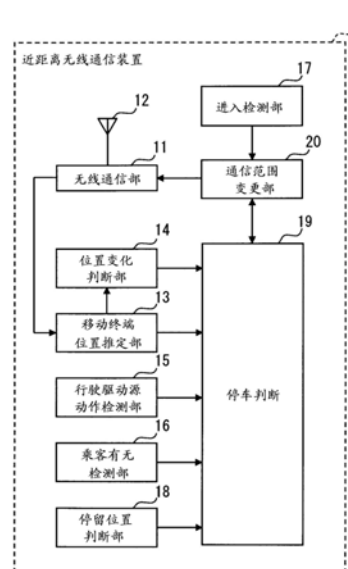 近距离无线通信装置
17
12
进入检测部
20
11
无线通信部
通信范围
变更部
14
19
位置变化
判断部
13
移动终端
位置推定部
15
行驶驱动源
动作检测部
停车判断
16
乘客有无
检测部
18
停留位置
判断部